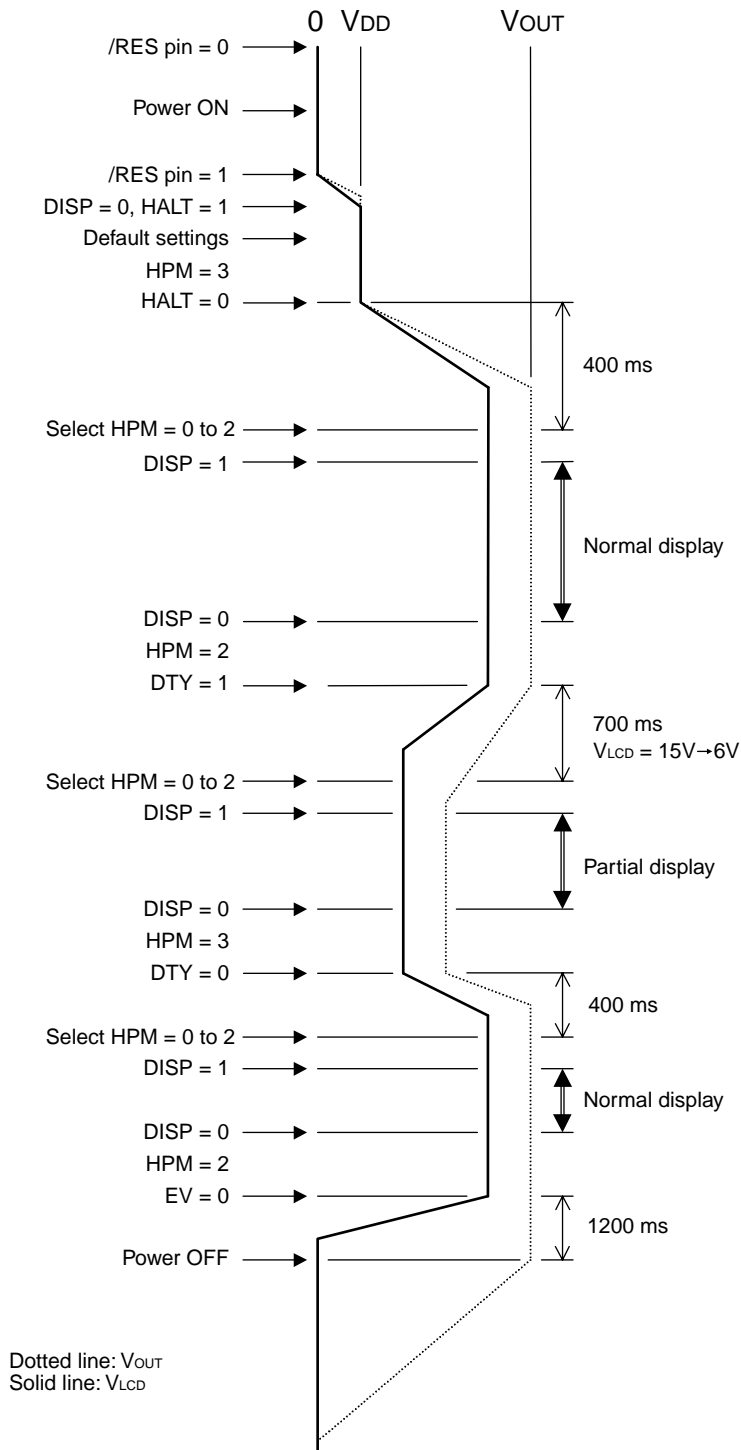 0 VDD VOUT
/RES pin = 0
Power ON
/RES pin = 1
DISP = 0, HALT = 1
Default settings
HPM = 3
HALT = 0
400 ms
Select HPM = 0 to 2
DISP = 1
Normal display
DISP = 0
HPM = 2
DTY = 1
700 ms
VLCD = 15V→6V
Select HPM = 0 to 2
DISP = 1
Partial display
DISP = 0
HPM = 3
DTY = 0
400 ms
Select HPM = 0 to 2
DISP = 1
Normal display
DISP = 0
HPM = 2
EV = 0
1200 ms
Power OFF
Dotted line: VOUT
Solid line: VLCD